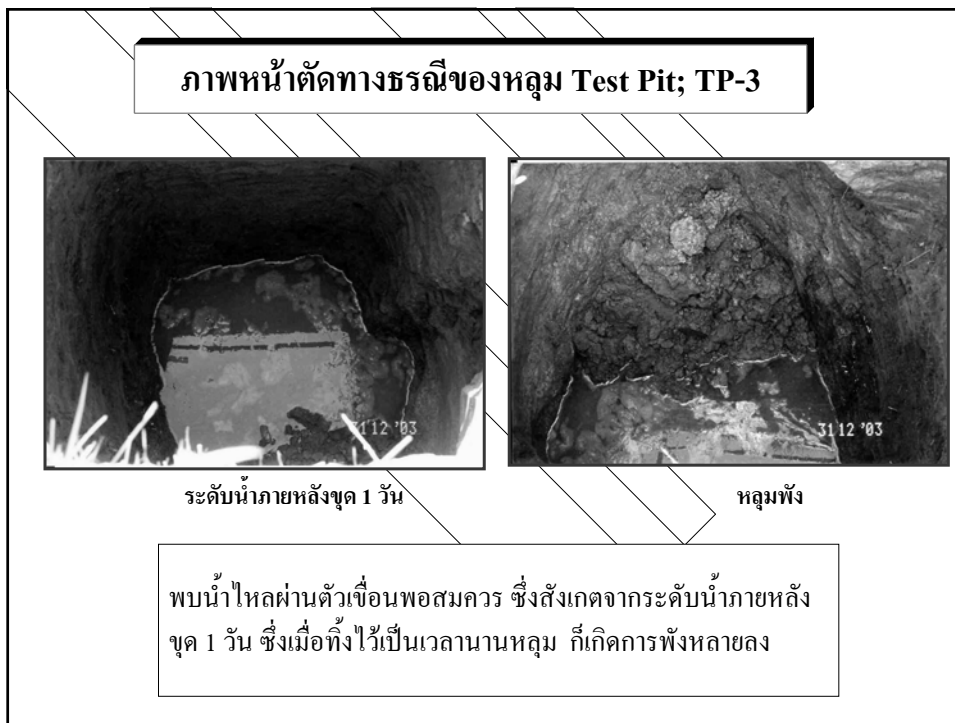 ภาพหน้าตัดทางธรณีของหลุม Test Pit; TP-3
31 12 '03
31 12 '03
ระดับน้ำภายหลังขุด 1 วัน
หลุมพัง
พบน้ำไหลผ่านตัวเขื่อนพอสมควร ซึ่งสังเกตจากระดับน้ำภายหลัง
ขุด 1 วัน ซึ่งเมื่อทิ้งไว้เป็นเวลานานหลุม ก็เกิดการพังหลายลง